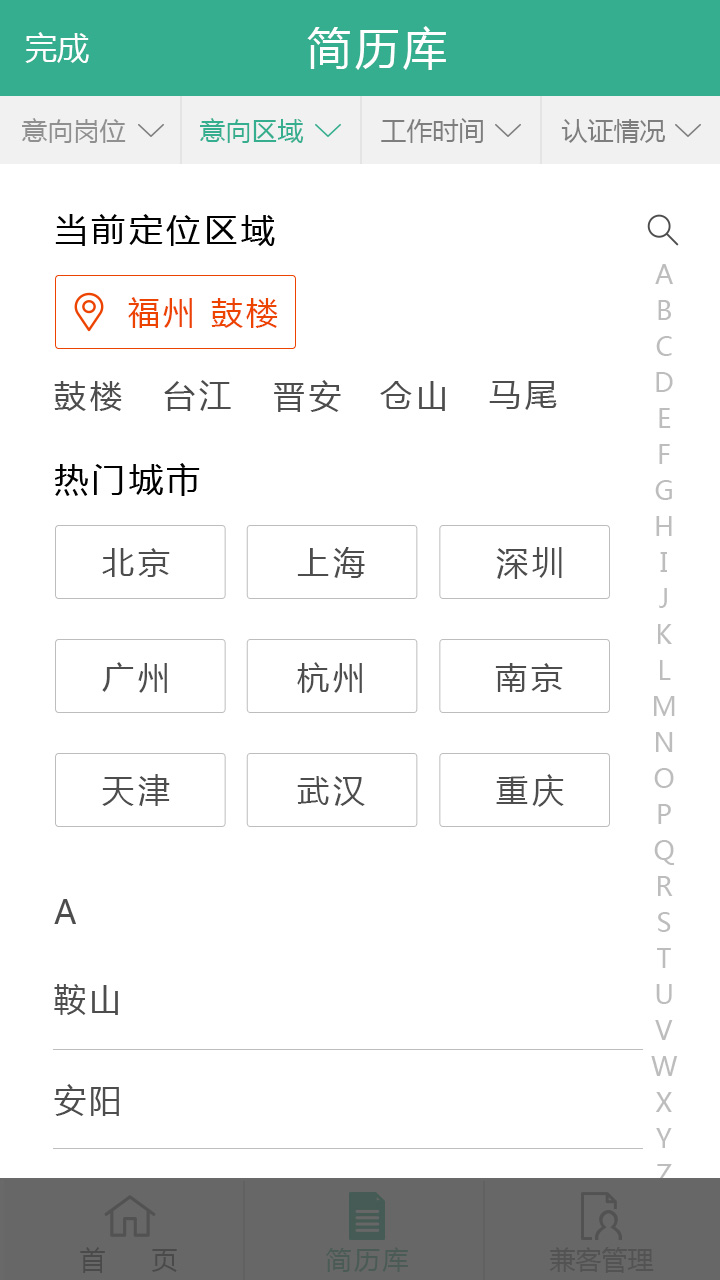 完成 简历库
意向岗位 意向区域 工作时间 认证情况
当前定位区域
福州 鼓楼
鼓楼 台江 晋安 仓山 马尾
热门城市
北京 上海 深圳
广州 杭州 南京
天津 武汉 重庆
A
鞍山
安阳
A
B
C
D
E
F
G
H
I
J
K
L
M
N
O
P
Q
R
S
T
U
V
W
X
Y
Z
首 页 简历库 兼客管理